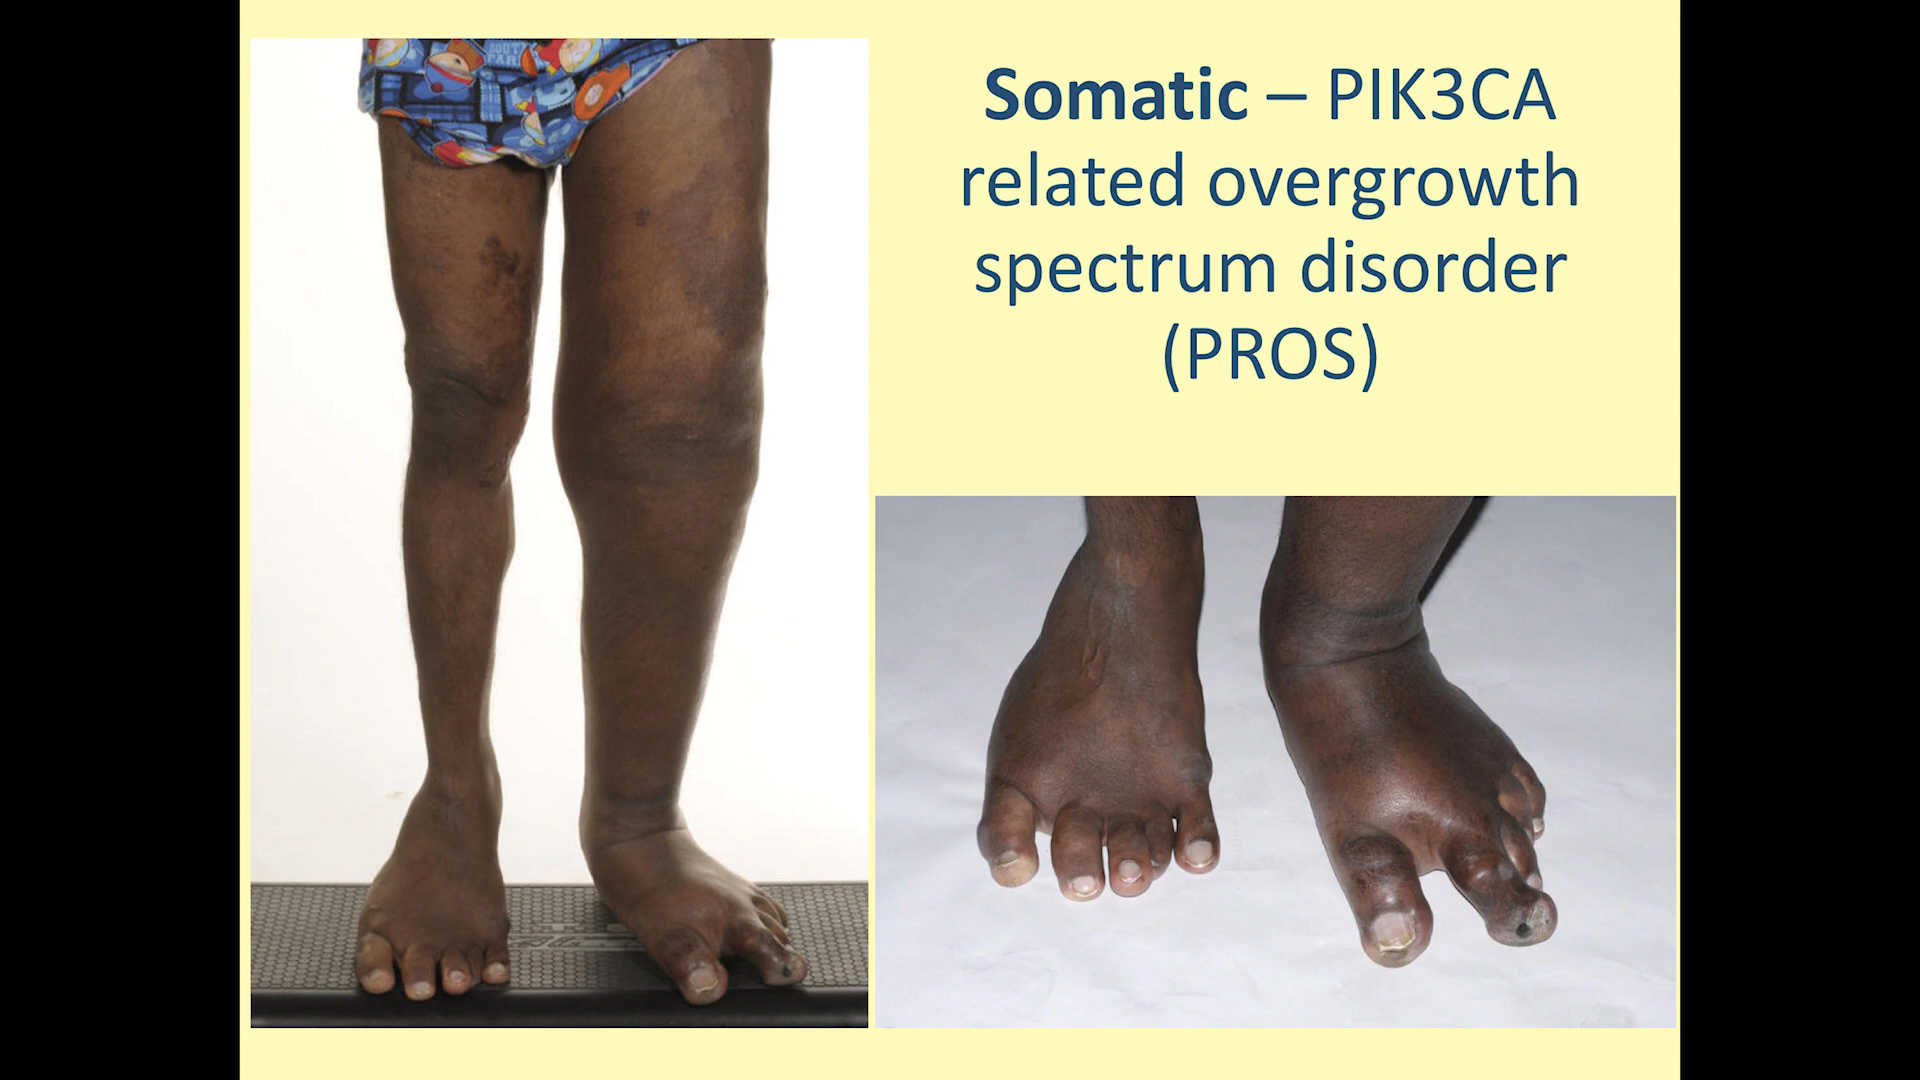 Somatic – PIK3CA
related overgrowth
spectrum disorder
(PROS)